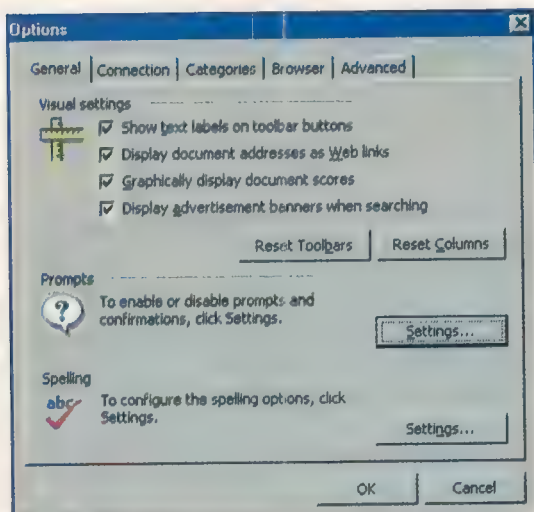 Options
General Connection Categories Browser Advanced
Visual settings
Show text labels on toolbar buttons
Display document addresses as Web links
Graphically display document scores
Display advertisement banners when searching
Reset Toolbars Reset Columns
Prompts
To enable or disable prompts and
confirmations, click Settings.
Settings...
Spelling
abc
To configure the spelling options, click
Settings.
Settings...
OK Cancel